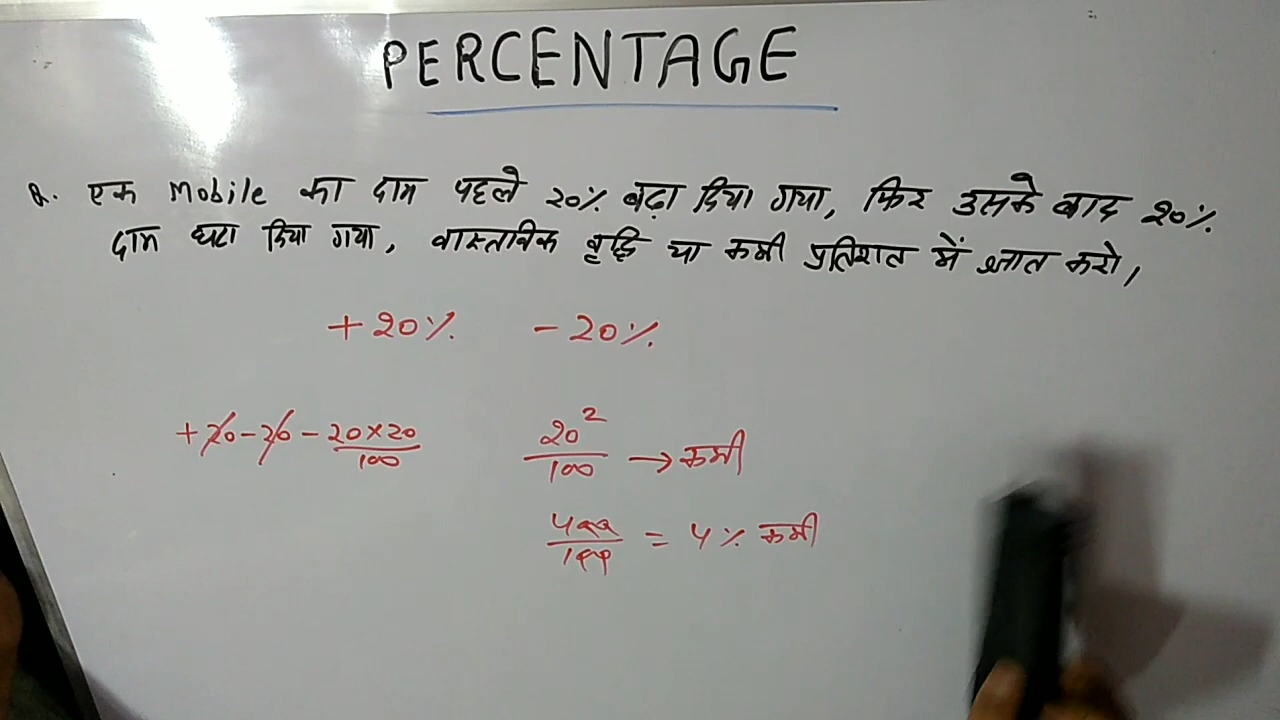 PERCENTAGE
Q. एक Mobile का दाम पहले 20% बढ़ा दिया गया, फिर उसके बाद 20%
दाम घटा दिया गया, वास्तविक वृद्धि या कमी प्रतिशत में ज्ञात करो,
+20% -20%
+20-20-20×20/100 20²/100 → कमी
400/100 = 4% कमी